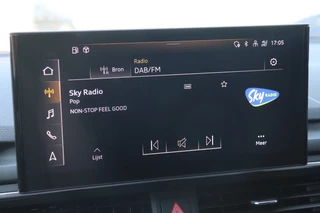 17:05
Bron
Radio
DAB/FM
Sky Radio
Pop
NON-STOP FEEL GOOD
Sky RADIO
Lijst
Meer